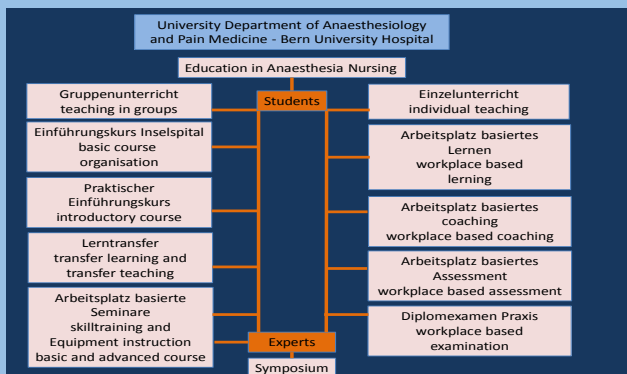 University Department of Anaesthesiology
and Pain Medicine - Bern University Hospital
Education in Anaesthesia Nursing
Students
Gruppenunterricht
teaching in groups
Einführungskurs Inselspital
basic course
organisation
Praktischer
Einführungskurs
introductory course
Lerntransfer
transfer learning and
transfer teaching
Arbeitsplatz basierte
Seminare
skilltraining and
Equipment instruction
basic and advanced course
Einzelunterricht
individual teaching
Arbeitsplatz basiertes
Lernen
workplace based
lerning
Arbeitsplatz basiertes
coaching
workplace based coaching
Arbeitsplatz basiertes
Assessment
workplace based assessment
Diplomexamen Praxis
workplace based
examination
Experts
Symposium